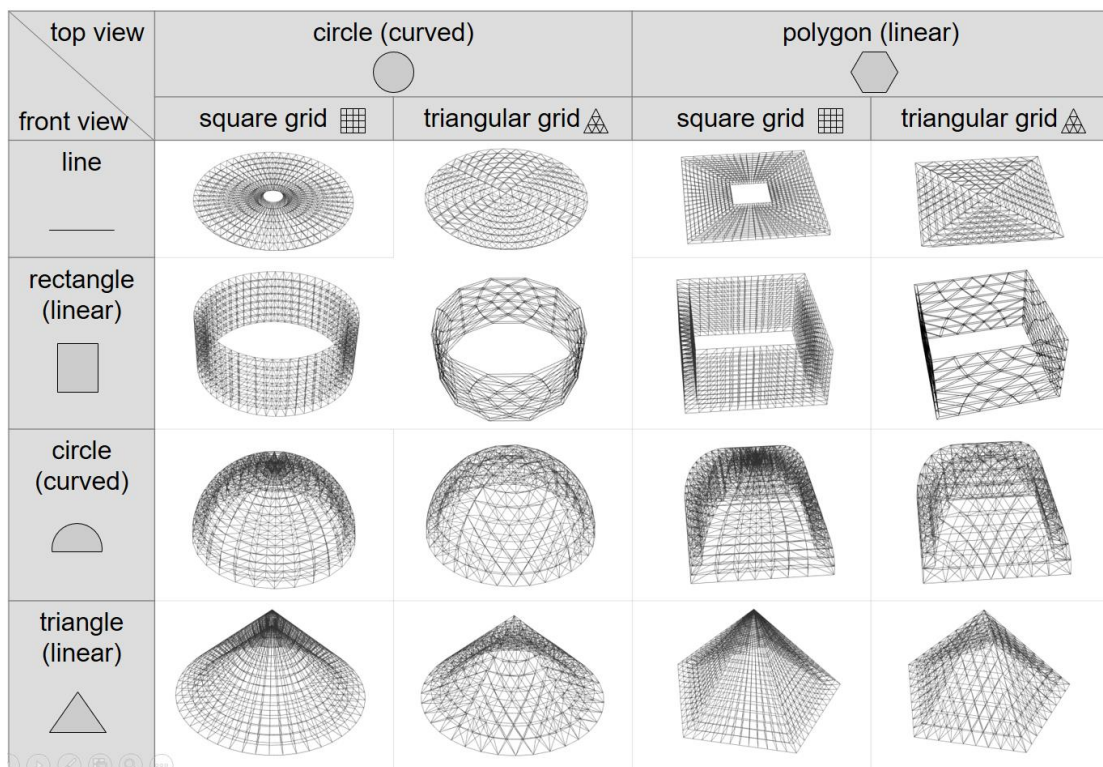 top view
circle (curved)
polygon (linear)
front view
square grid
triangular grid
square grid
triangular grid
line
rectangle
(linear)
circle
(curved)
triangle
(linear)